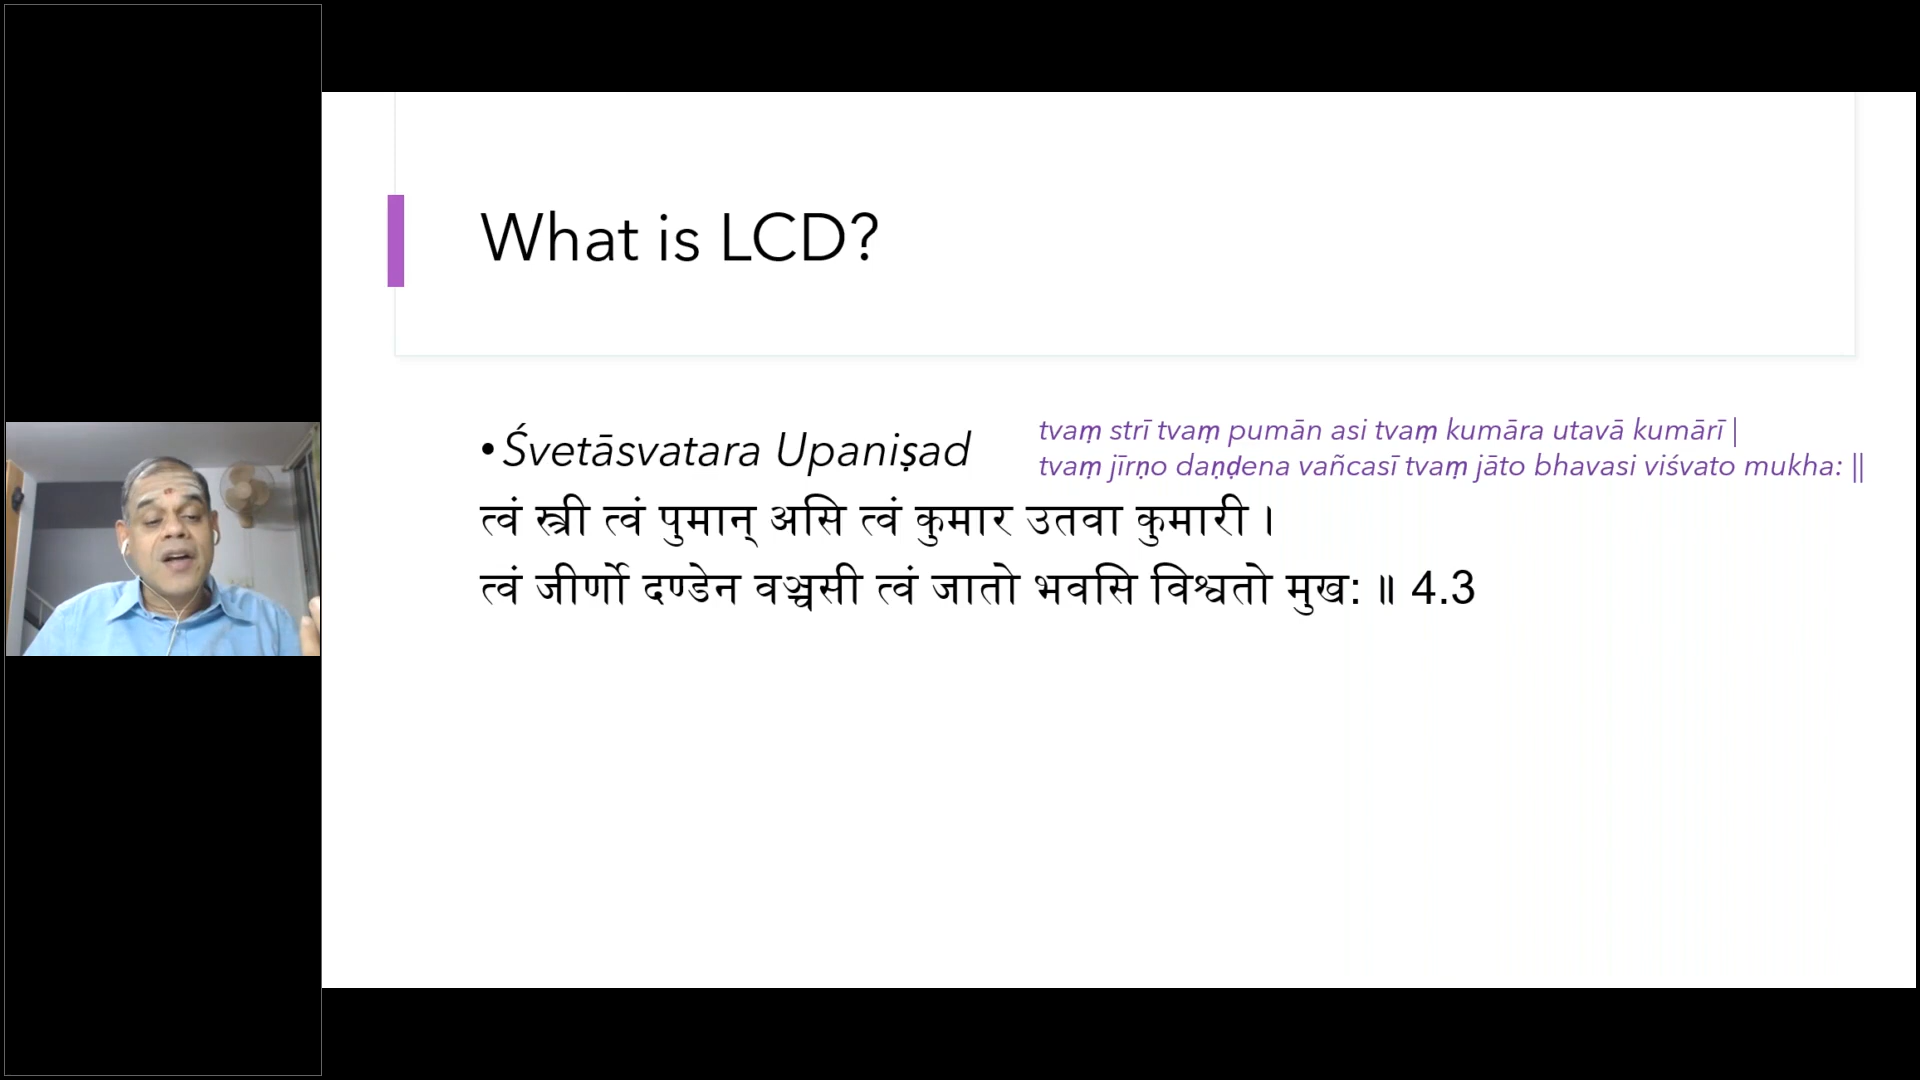 What is LCD?
• Śvetāsvatara Upaniṣad
tvaṃ strī tvaṃ pumān asi tvaṃ kumāra utavā kumārī |
tvaṃ jīrṇo daṇḍena vañcasī tvaṃ jāto bhavasi viśvato mukha: ||
त्वं स्त्री त्वं पुमान् असि त्वं कुमार उतवा कुमारी ।
त्वं जीर्णो दण्डेन वञ्चसी त्वं जातो भवसि विश्वतो मुख: ॥ 4.3